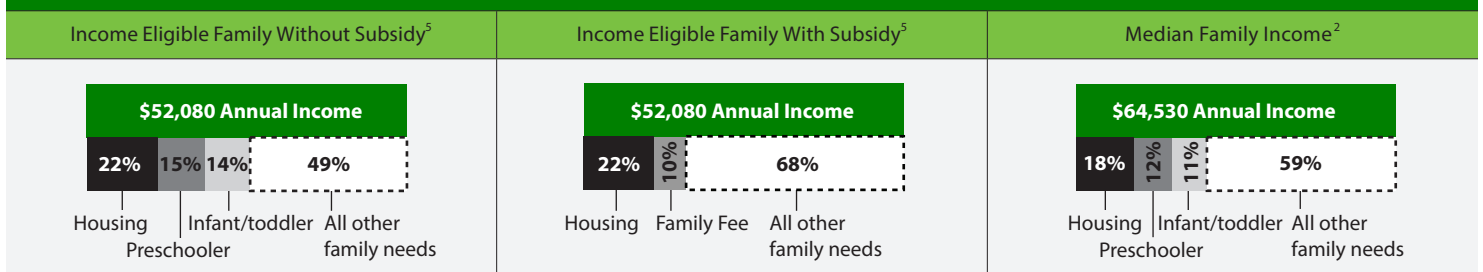 Income Eligible Family Without Subsidy5
Income Eligible Family With Subsidy5
Median Family Income2
$52,080 Annual Income
22% 15% 14% 49%
Housing Infant/toddler All other
Preschooler family needs
$52,080 Annual Income
22% 10% 68%
Housing Family Fee All other
family needs
$64,530 Annual Income
18% 12% 11% 59%
Housing Infant/toddler All other
Preschooler family needs